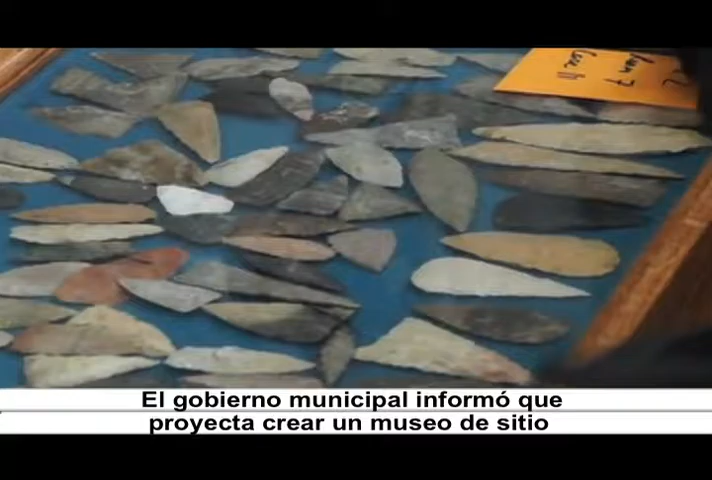 El gobierno municipal informó que
proyecta crear un museo de sitio